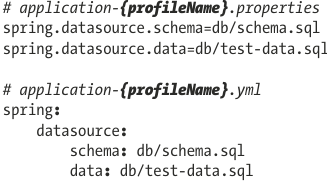 # application-{profileName}.properties
spring.datasource.schema=db/schema.sql
spring.datasource.data=db/test-data.sql

# application-{profileName}.yml
spring:
    datasource:
        schema: db/schema.sql
        data: db/test-data.sql